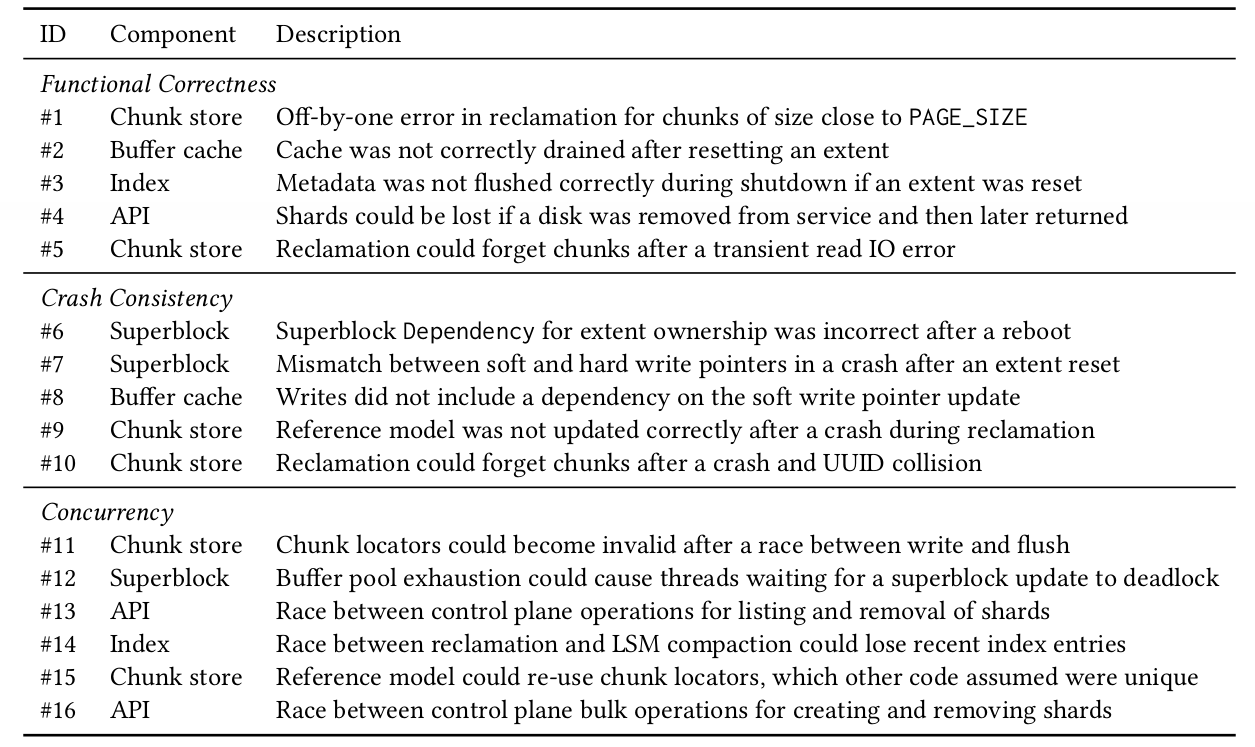 ID Component Description
Functional Correctness
#1 Chunk store Off-by-one error in reclamation for chunks of size close to PAGE_SIZE
#2 Buffer cache Cache was not correctly drained after resetting an extent
#3 Index Metadata was not flushed correctly during shutdown if an extent was reset
#4 API Shards could be lost if a disk was removed from service and then later returned
#5 Chunk store Reclamation could forget chunks after a transient read IO error
Crash Consistency
#6 Superblock Superblock Dependency for extent ownership was incorrect after a reboot
#7 Superblock Mismatch between soft and hard write pointers in a crash after an extent reset
#8 Buffer cache Writes did not include a dependency on the soft write pointer update
#9 Chunk store Reference model was not updated correctly after a crash during reclamation
#10 Chunk store Reclamation could forget chunks after a crash and UUID collision
Concurrency
#11 Chunk store Chunk locators could become invalid after a race between write and flush
#12 Superblock Buffer pool exhaustion could cause threads waiting for a superblock update to deadlock
#13 API Race between control plane operations for listing and removal of shards
#14 Index Race between reclamation and LSM compaction could lose recent index entries
#15 Chunk store Reference model could re-use chunk locators, which other code assumed were unique
#16 API Race between control plane bulk operations for creating and removing shards